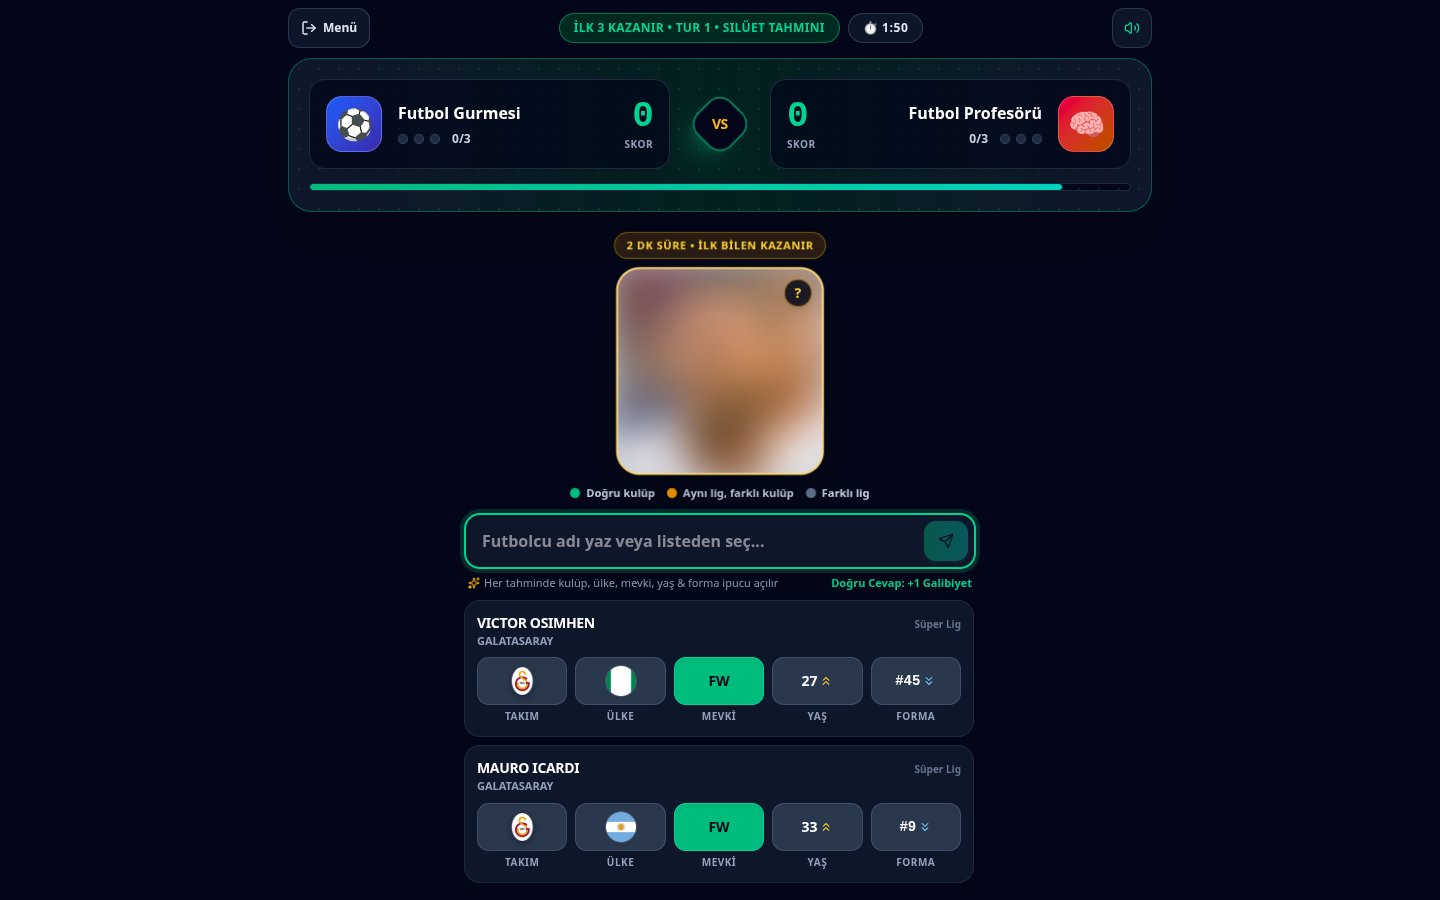 Menü
İLK 3 KAZANIR • TUR 1 • SILÜET TAHMINI
1:50
Futbol Gurmesi
0/3
0
SKOR
VS
0
SKOR
Futbol Profesörü
0/3
2 DK SÜRE • İLK BİLEN KAZANIR
?
Doğru kulüp
Aynı lig, farklı kulüp
Farklı lig
Futbolcu adı yaz veya listeden seç...
Her tahminde kulüp, ülke, mevki, yaş & forma ipucu açılır
Doğru Cevap: +1 Galibiyet
VICTOR OSIMHEN
Süper Lig
GALATASARAY
FW
27
#45
TAKIM
ÜLKE
MEVKİ
YAŞ
FORMA
MAURO ICARDI
Süper Lig
GALATASARAY
FW
33
#9
TAKIM
ÜLKE
MEVKİ
YAŞ
FORMA